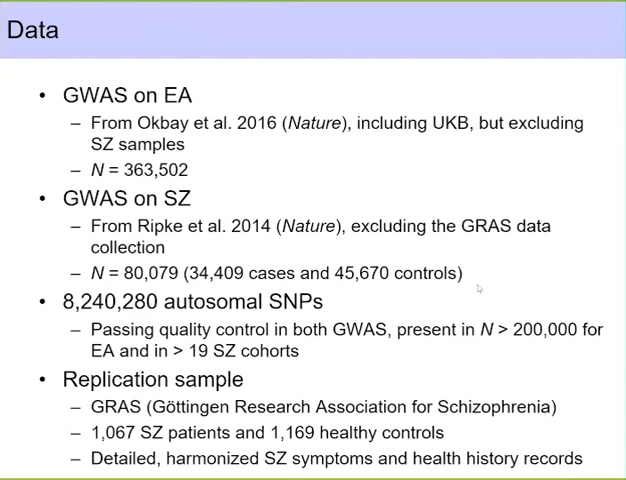 Data
• GWAS on EA
– From Okbay et al. 2016 (Nature), including UKB, but excluding
SZ samples
– N = 363,502
• GWAS on SZ
– From Ripke et al. 2014 (Nature), excluding the GRAS data
collection
– N = 80,079 (34,409 cases and 45,670 controls)
• 8,240,280 autosomal SNPs
– Passing quality control in both GWAS, present in N > 200,000 for
EA and in > 19 SZ cohorts
• Replication sample
– GRAS (Göttingen Research Association for Schizophrenia)
– 1,067 SZ patients and 1,169 healthy controls
– Detailed, harmonized SZ symptoms and health history records